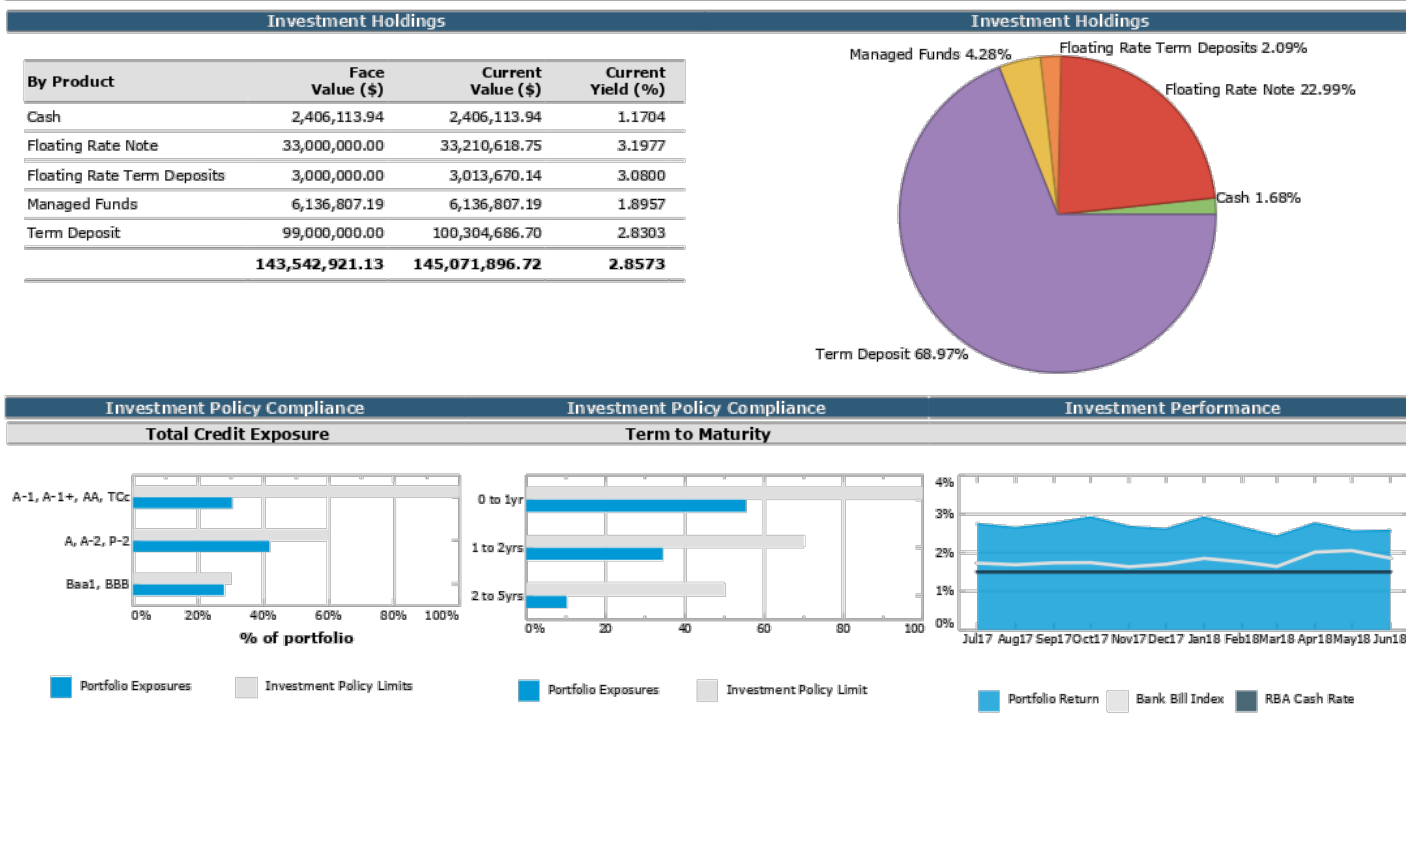 Investment Holdings
Investment Holdings
By Product Face Value ($) Current Value ($) Current Yield (%)
Cash 2,406,113.94 2,406,113.94 1.1704
Floating Rate Note 33,000,000.00 33,210,618.75 3.1977
Floating Rate Term Deposits 3,000,000.00 3,013,670.14 3.0800
Managed Funds 6,136,807.19 6,136,807.19 1.8957
Term Deposit 99,000,000.00 100,304,686.70 2.8303
143,542,921.13 145,071,896.72 2.8573
Managed Funds 4.28%
Floating Rate Term Deposits 2.09%
Floating Rate Note 22.99%
Cash 1.68%
Term Deposit 68.97%
Investment Policy Compliance
Total Credit Exposure
A-1, A-1+, AA, TCc
A, A-2, P-2
Baa1, BBB
0% 20% 40% 60% 80% 100%
% of portfolio
Portfolio Exposures Investment Policy Limits
Investment Policy Compliance
Term to Maturity
0 to 1yr
1 to 2yrs
2 to 5yrs
0% 20 40 60 80 100
Portfolio Exposures Investment Policy Limit
Investment Performance
4%
3%
2%
1%
0%
Jul17 Aug17 Sep17 Oct17 Nov17 Dec17 Jan18 Feb18 Mar18 Apr18 May18 Jun18
Portfolio Return Bank Bill Index RBA Cash Rate